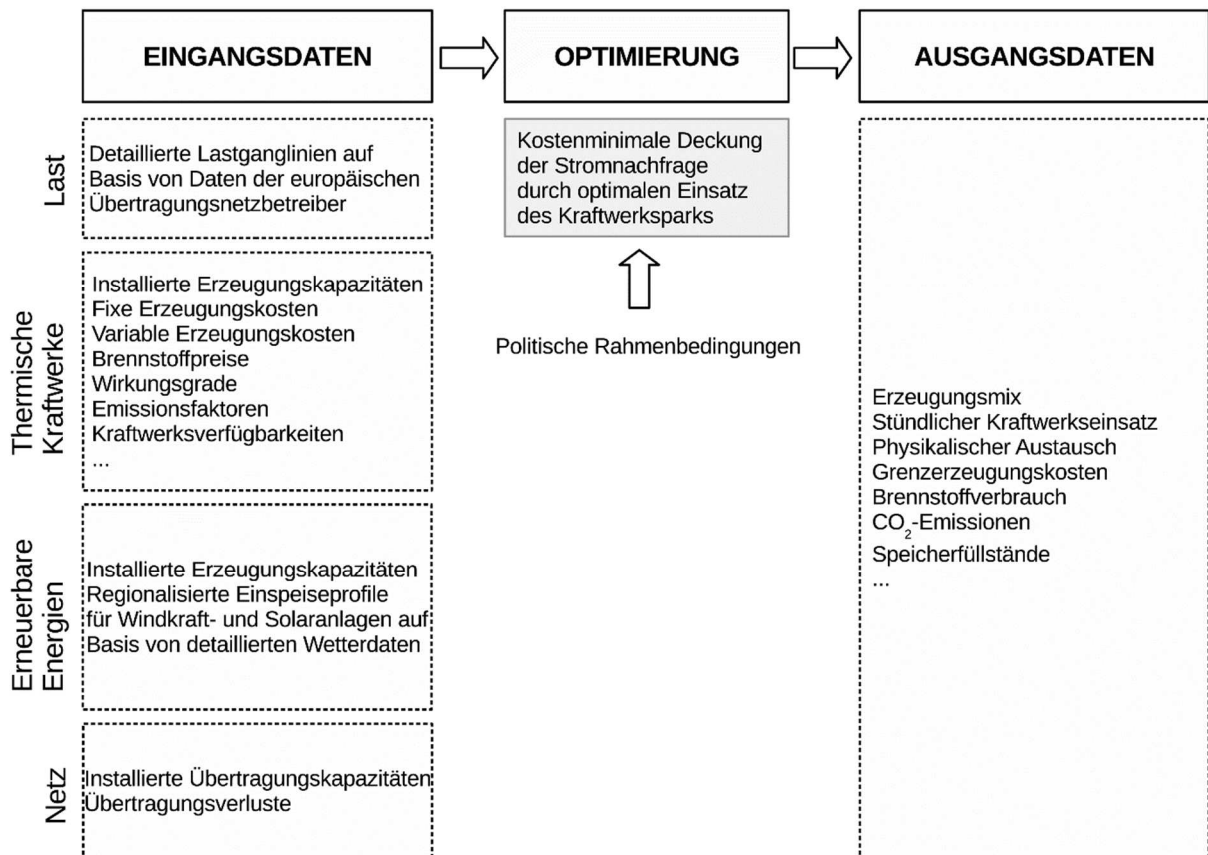 EINGANGSDATEN
OPTIMIERUNG
AUSGANGSDATEN
Last
Detaillierte Lastganglinien auf
Basis von Daten der europäischen
Übertragungsnetzbetreiber
Kostenminimale Deckung
der Stromnachfrage
durch optimalen Einsatz
des Kraftwerksparks
Politische Rahmenbedingungen
Thermische
Kraftwerke
Installierte Erzeugungskapazitäten
Fixe Erzeugungskosten
Variable Erzeugungskosten
Brennstoffpreise
Wirkungsgrade
Emissionsfaktoren
Kraftwerksverfügbarkeiten
...
Erneuerbare
Energien
Installierte Erzeugungskapazitäten
Regionalisierte Einspeiseprofile
für Windkraft- und Solaranlagen auf
Basis von detaillierten Wetterdaten
Netz
Installierte Übertragungskapazitäten
Übertragungsverluste
Erzeugungsmix
Stündlicher Kraftwerkseinsatz
Physikalischer Austausch
Grenzerzeugungskosten
Brennstoffverbrauch
CO₂-Emissionen
Speicherfüllstände
...